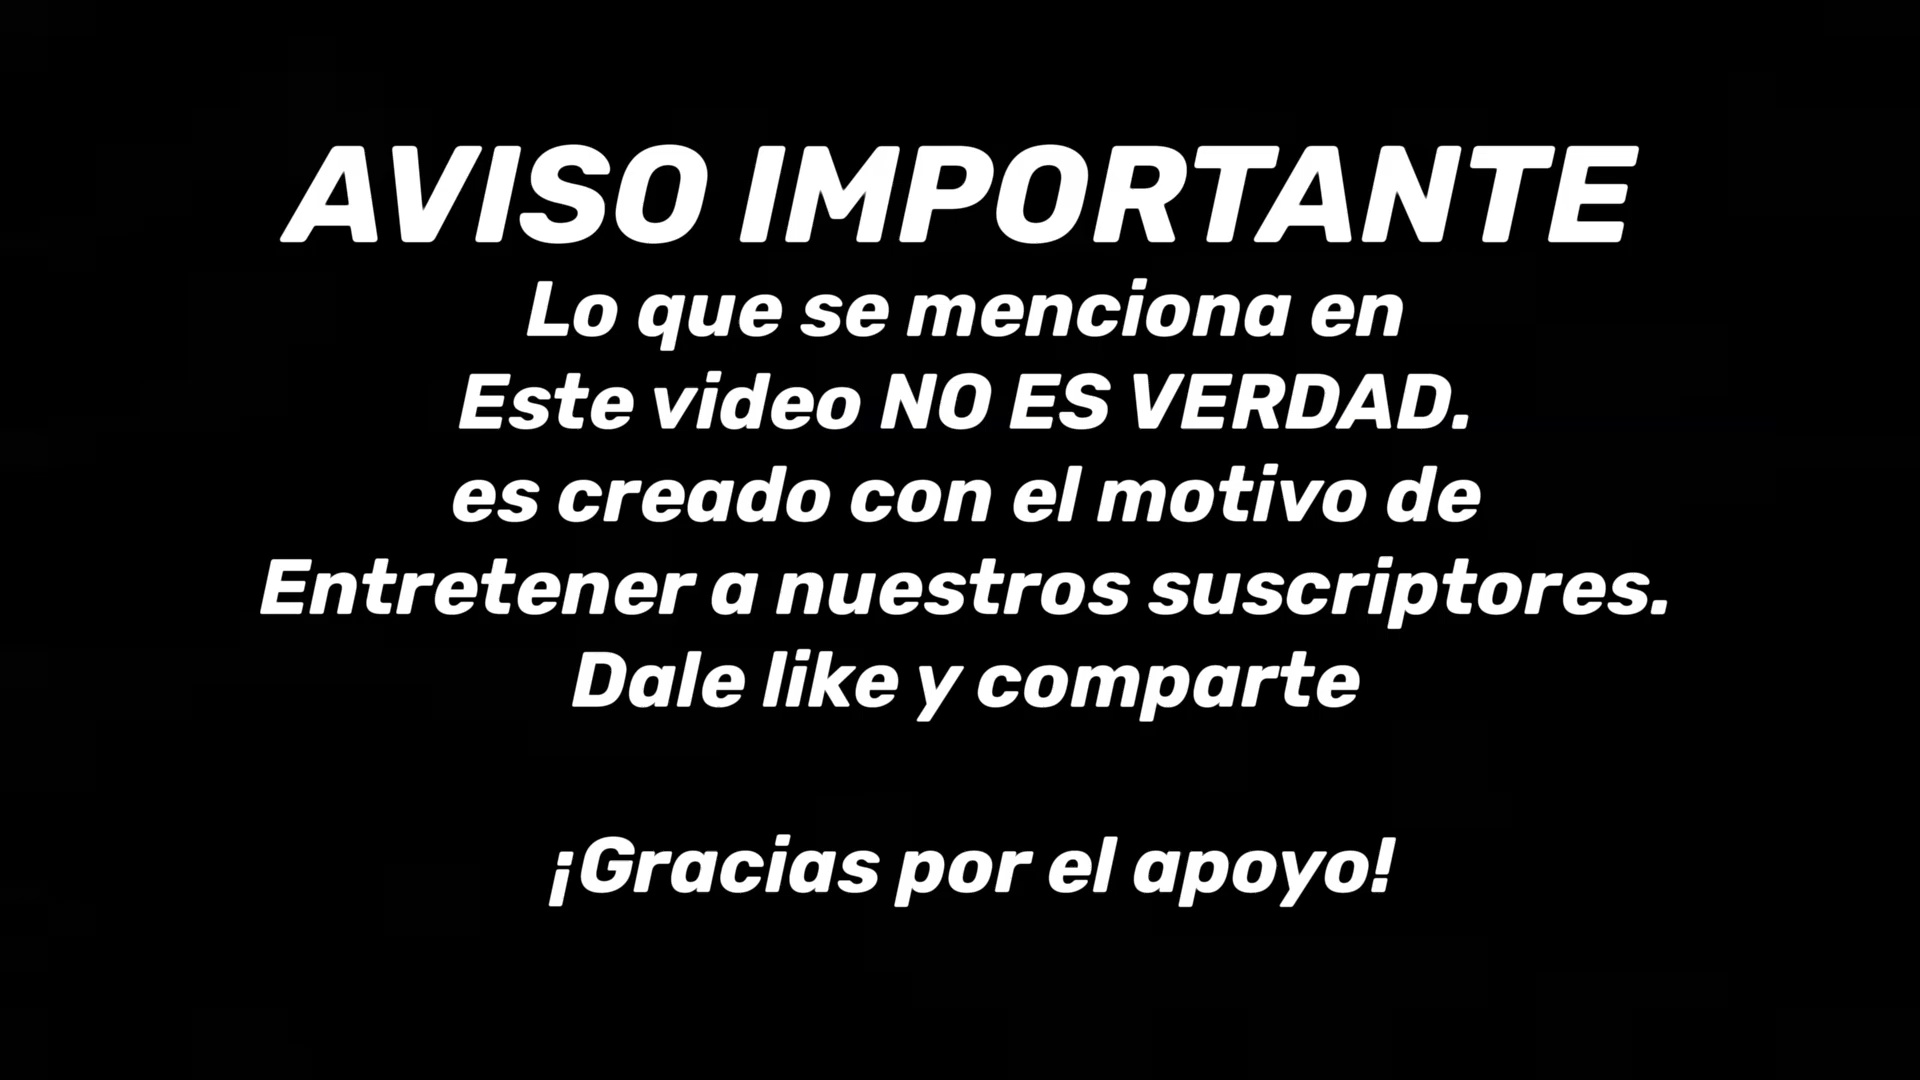 AVISO IMPORTANTE
Lo que se menciona en
Este video NO ES VERDAD.
es creado con el motivo de
Entretener a nuestros suscriptores.
Dale like y comparte
¡Gracias por el apoyo!